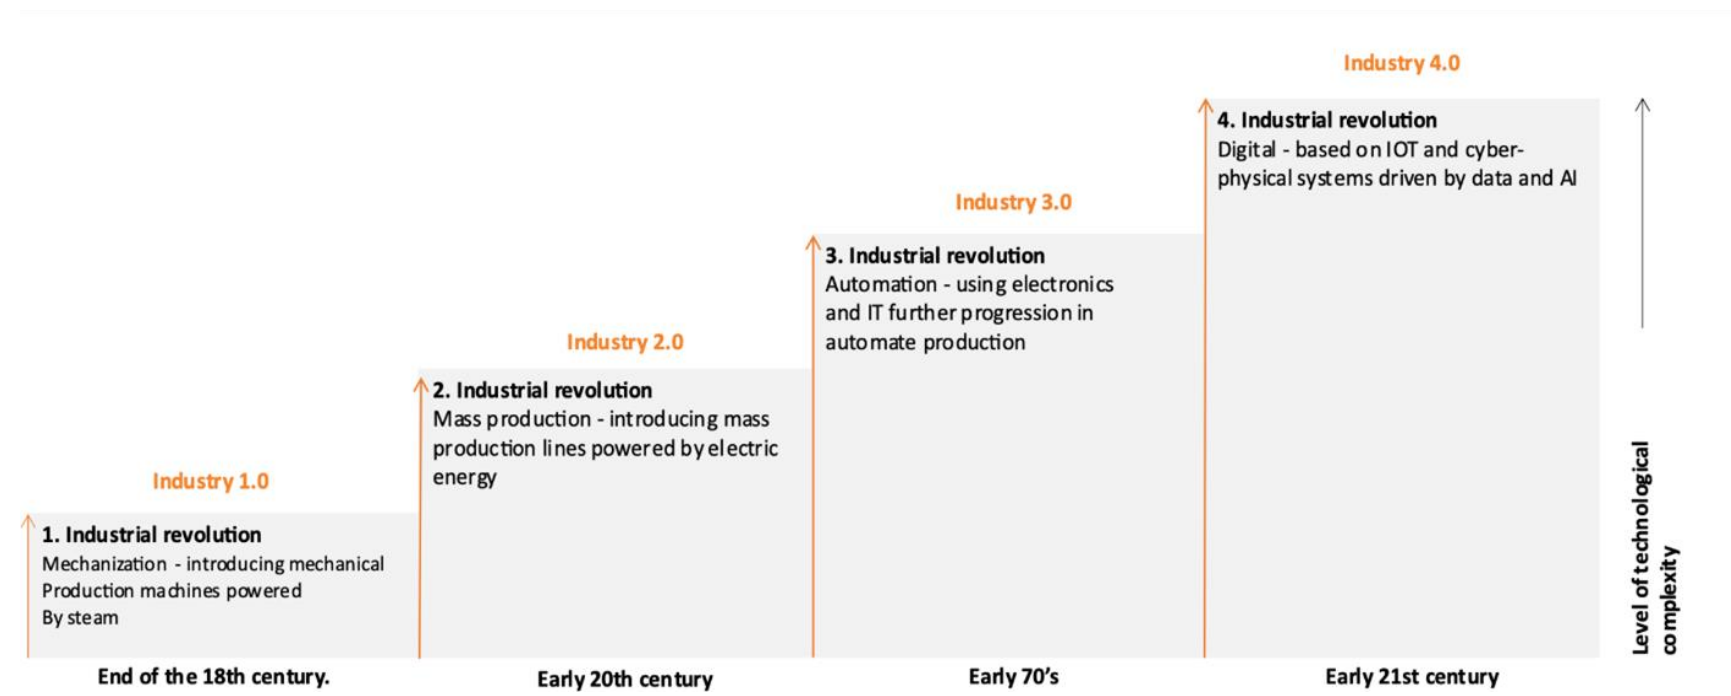 Industry 4.0
4. Industrial revolution
Digital - based on IOT and cyber-
physical systems driven by data and AI
Industry 3.0
3. Industrial revolution
Automation - using electronics
and IT further progression in
automate production
Industry 2.0
2. Industrial revolution
Mass production - introducing mass
production lines powered by electric
energy
Industry 1.0
1. Industrial revolution
Mechanization - introducing mechanical
Production machines powered
By steam
End of the 18th century.
Early 20th century
Early 70's
Early 21st century
Level of technological
complexity